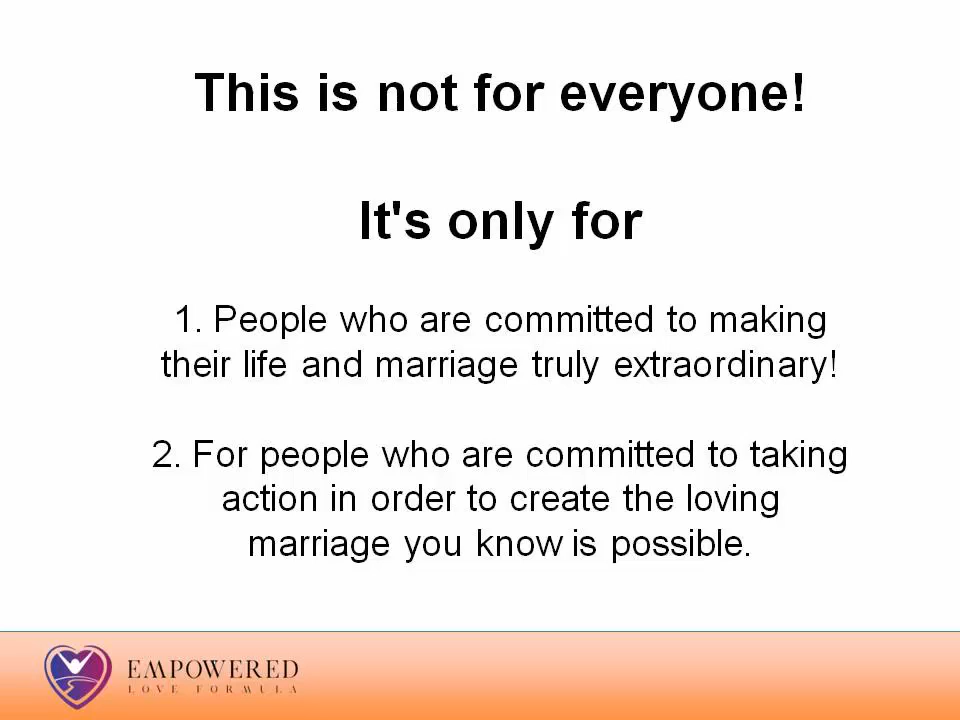 This is not for everyone!
It's only for
1. People who are committed to making
their life and marriage truly extraordinary!
2. For people who are committed to taking
action in order to create the loving
marriage you know is possible.
EMPOWERED
LOVE FORMULA